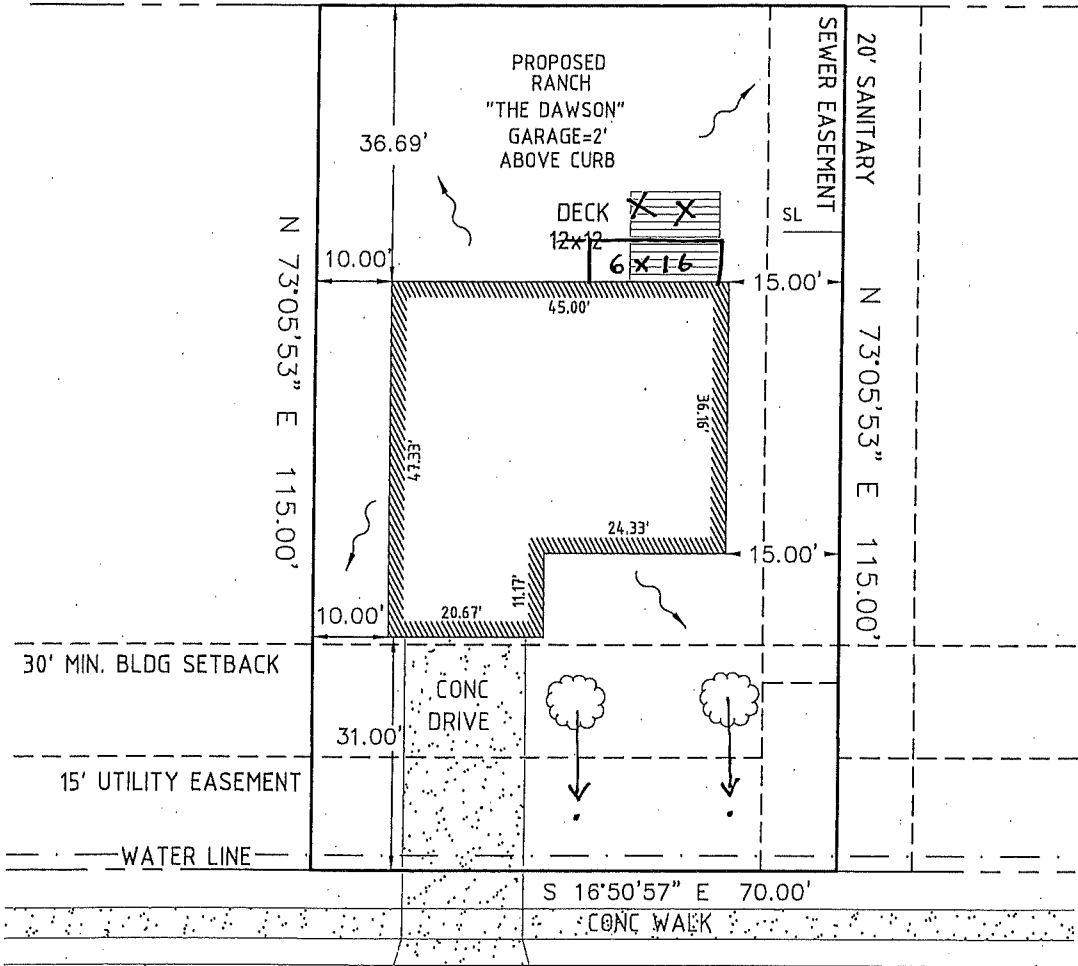 PROPOSED
RANCH
"THE DAWSON"
GARAGE=2'
ABOVE CURB
20' SANITARY
SEWER EASEMENT
36.69'
DECK X X
12x12
6 x 16
SL
N 73°05'53" E 115.00'
10.00'
15.00'
45.00'
N 73°05'53" E 115.00'
36.16'
47.33'
24.33'
15.00'
11.17'
20.67'
10.00'
30' MIN. BLDG SETBACK
CONC
DRIVE
31.00'
15' UTILITY EASEMENT
WATER LINE
S 16°50'57" E 70.00'
CONC WALK